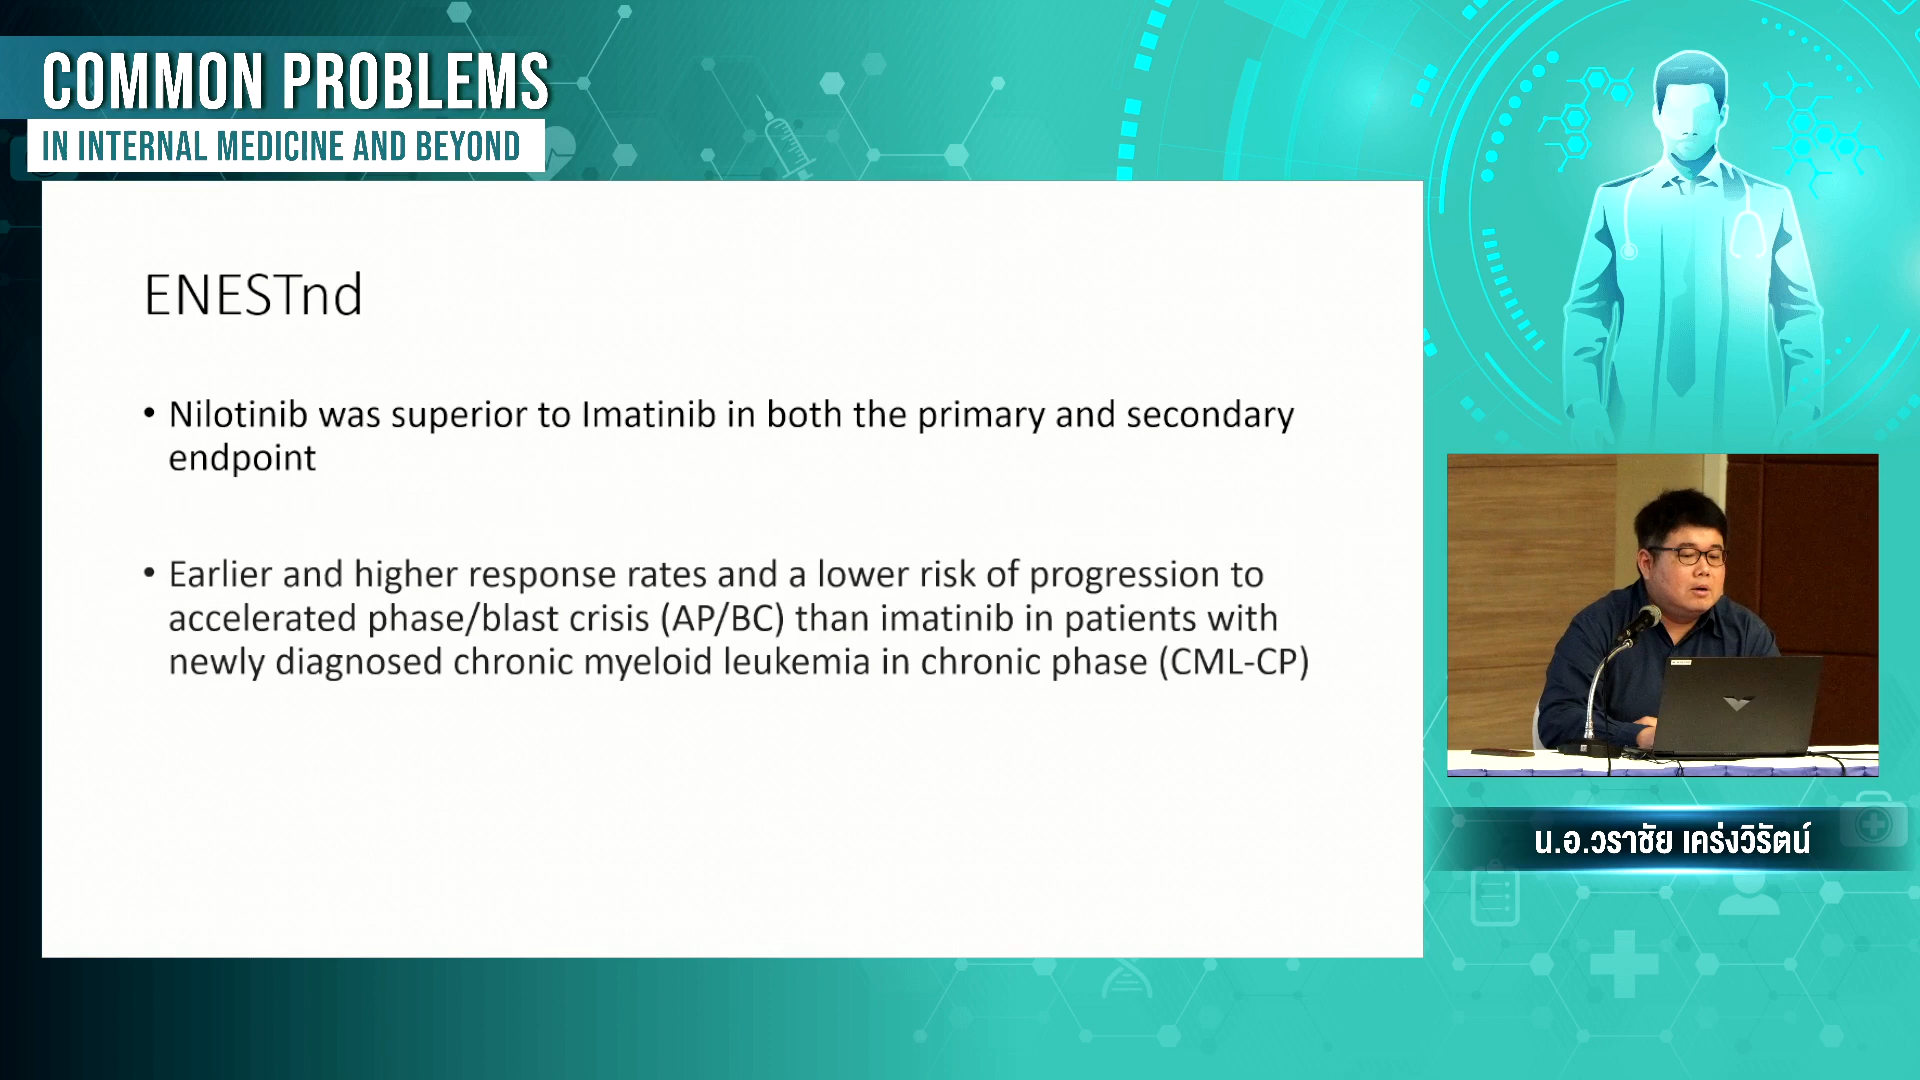 COMMON PROBLEMS
IN INTERNAL MEDICINE AND BEYOND
ENESTnd
• Nilotinib was superior to Imatinib in both the primary and secondary
endpoint
• Earlier and higher response rates and a lower risk of progression to
accelerated phase/blast crisis (AP/BC) than imatinib in patients with
newly diagnosed chronic myeloid leukemia in chronic phase (CML-CP)
น.อ.วราชัย เคร่งวิรัตน์